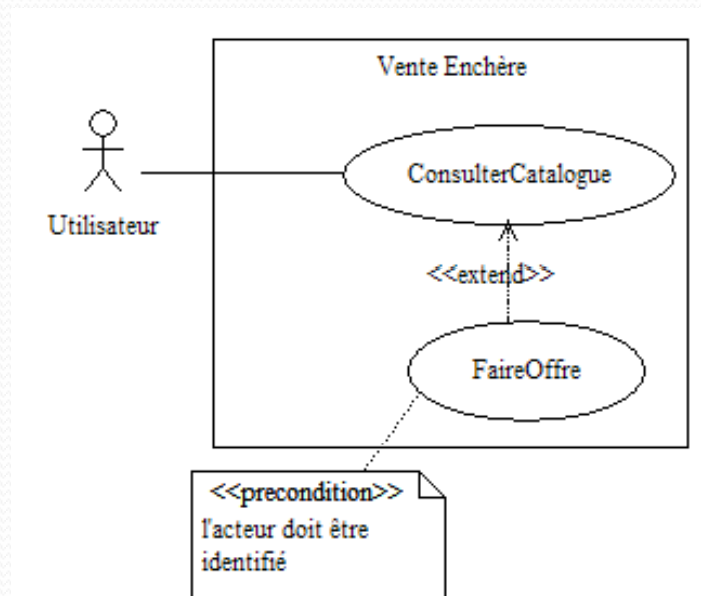 Vente Enchère
ConsulterCatalogue
Utilisateur
<<extend>>
FaireOffre
<<precondition>>
l'acteur doit être
identifié